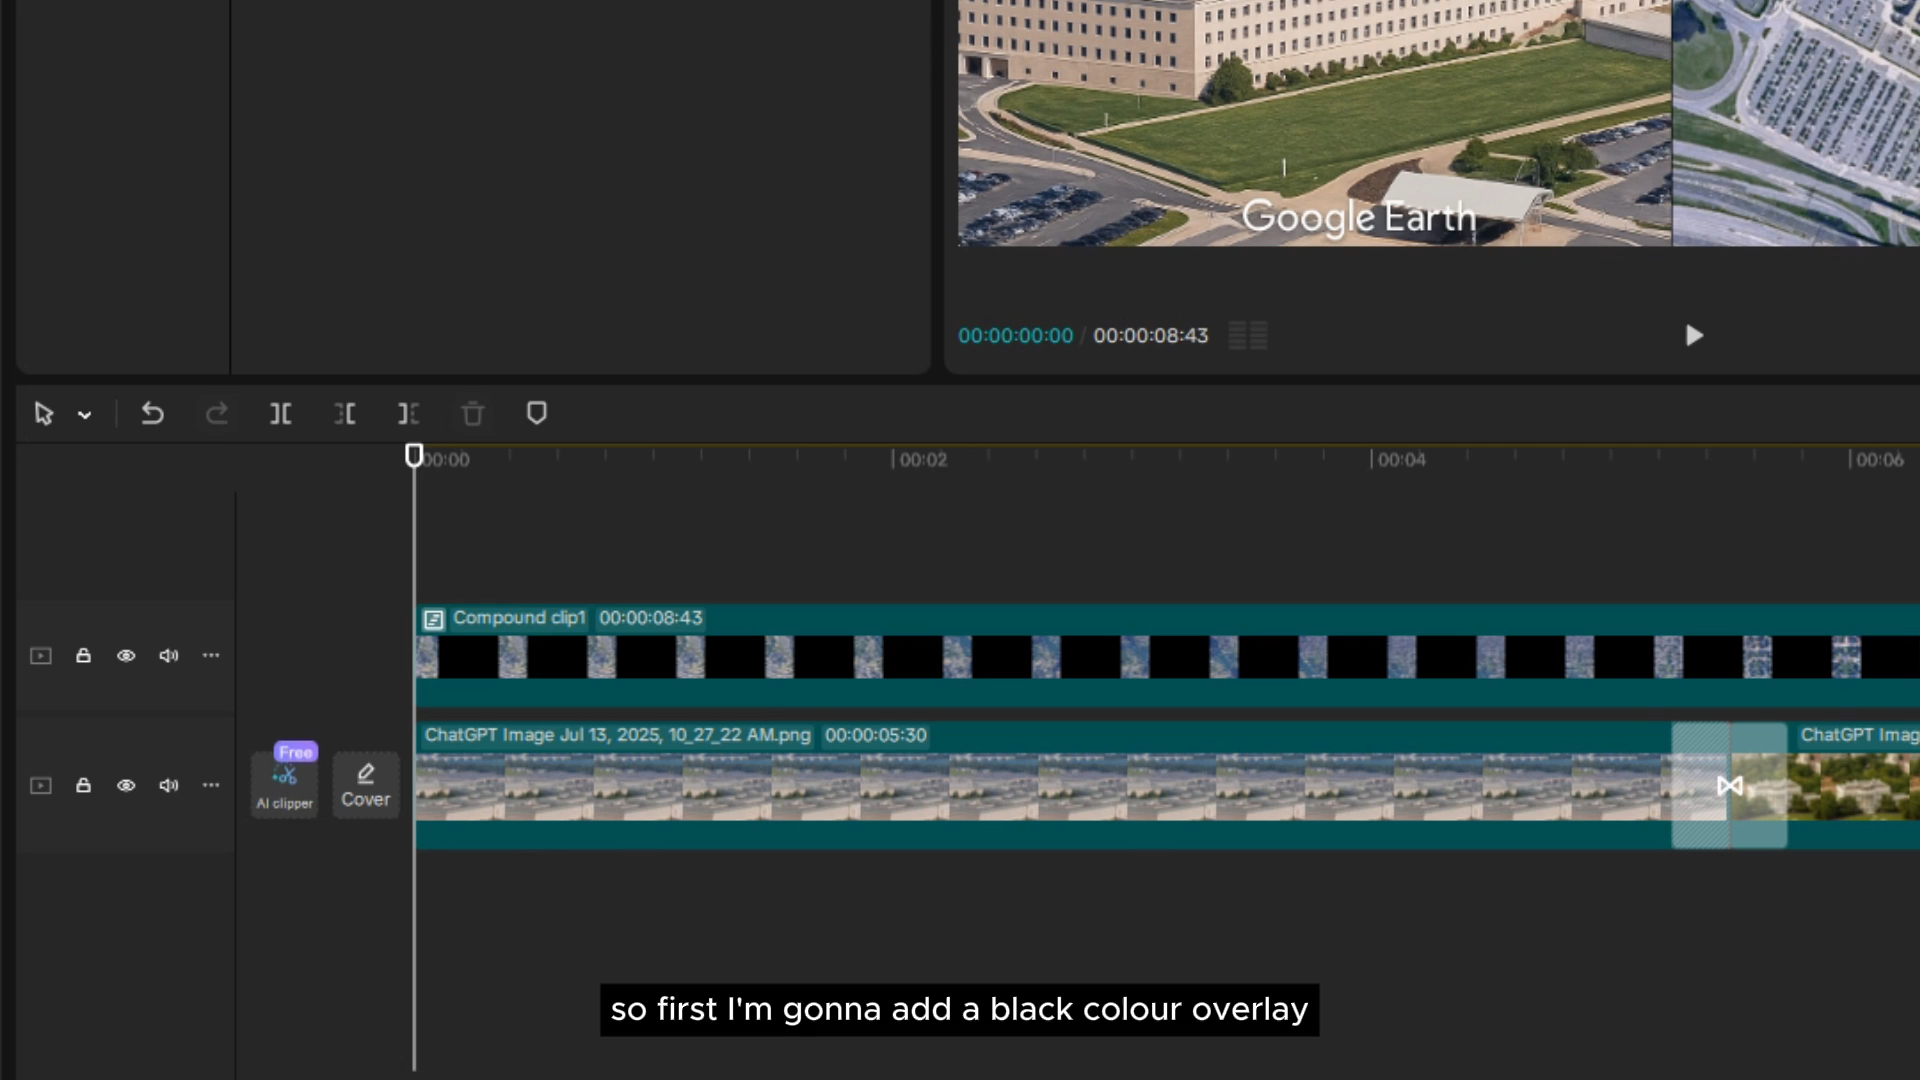 Google Earth
00:00:00:00 / 00:00:08:43
00:00
00:02
00:04
00:06
Compound clip1 00:00:08:43
ChatGPT Image Jul 13, 2025, 10_27_22 AM.png 00:00:05:30
ChatGPT Imag
Free
AI clipper
Cover
so first I'm gonna add a black colour overlay